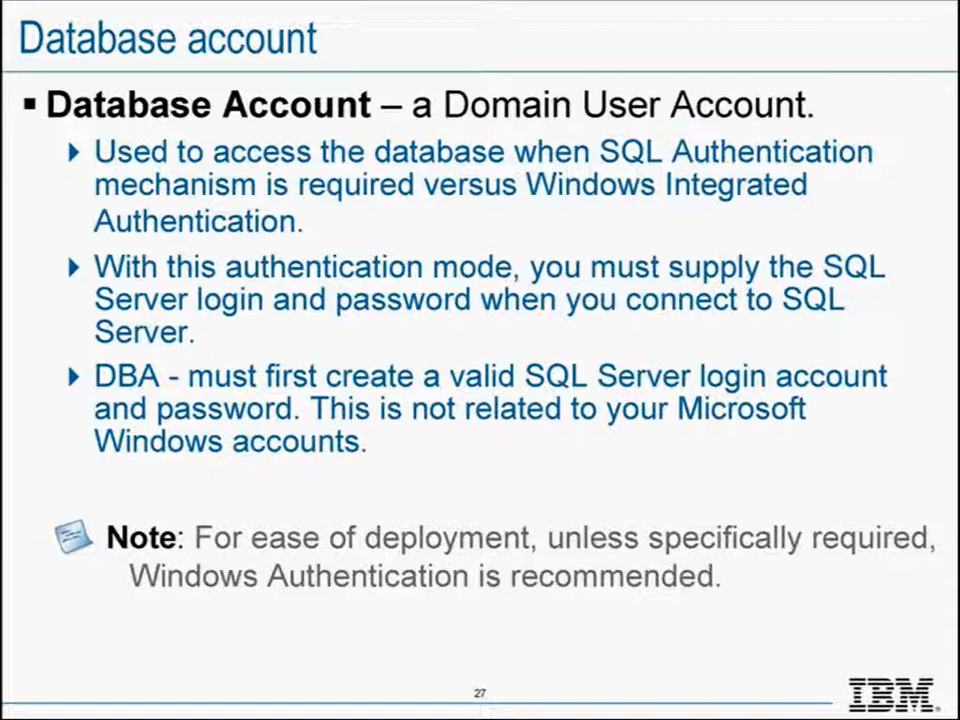 Database account
▪ Database Account – a Domain User Account.
Used to access the database when SQL Authentication
mechanism is required versus Windows Integrated
Authentication.
With this authentication mode, you must supply the SQL
Server login and password when you connect to SQL
Server.
DBA - must first create a valid SQL Server login account
and password. This is not related to your Microsoft
Windows accounts.
Note: For ease of deployment, unless specifically required,
Windows Authentication is recommended.
27
IBM®